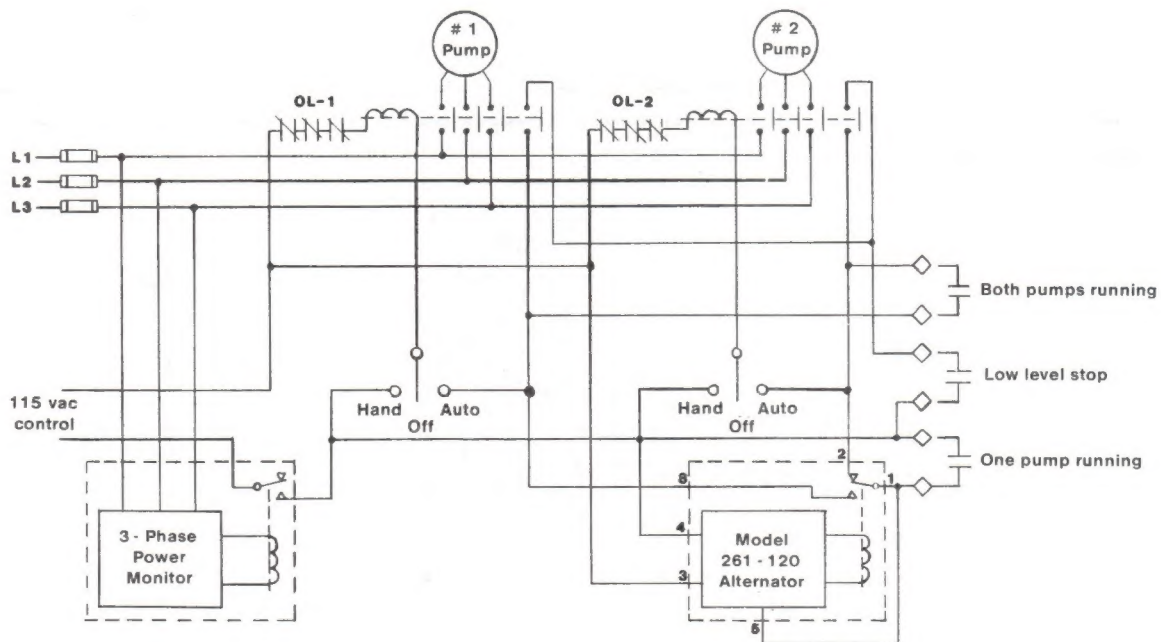 # 1
Pump
# 2
Pump
OL-1
OL-2
L1
L2
L3
Both pumps running
Low level stop
One pump running
115 vac
control
Hand
Off
Auto
Hand
Off
Auto
2
1
8
4
3
5
3 - Phase
Power
Monitor
Model
261 - 120
Alternator